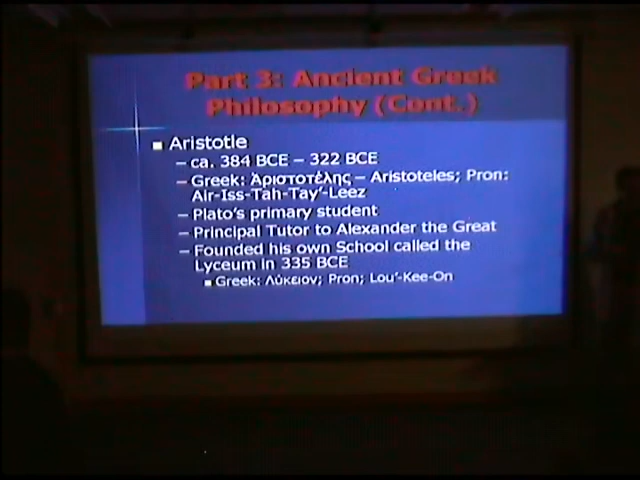 Part 3: Ancient Greek
Philosophy (Cont.)
Aristotle
– ca. 384 BCE – 322 BCE
– Greek: Ἀριστοτέλης – Aristoteles; Pron:
Air-Iss-Tah-Tay'-Leez
– Plato's primary student
– Principal Tutor to Alexander the Great
– Founded his own School called the
Lyceum in 335 BCE
Greek: Λύκειον; Pron; Lou'-Kee-On